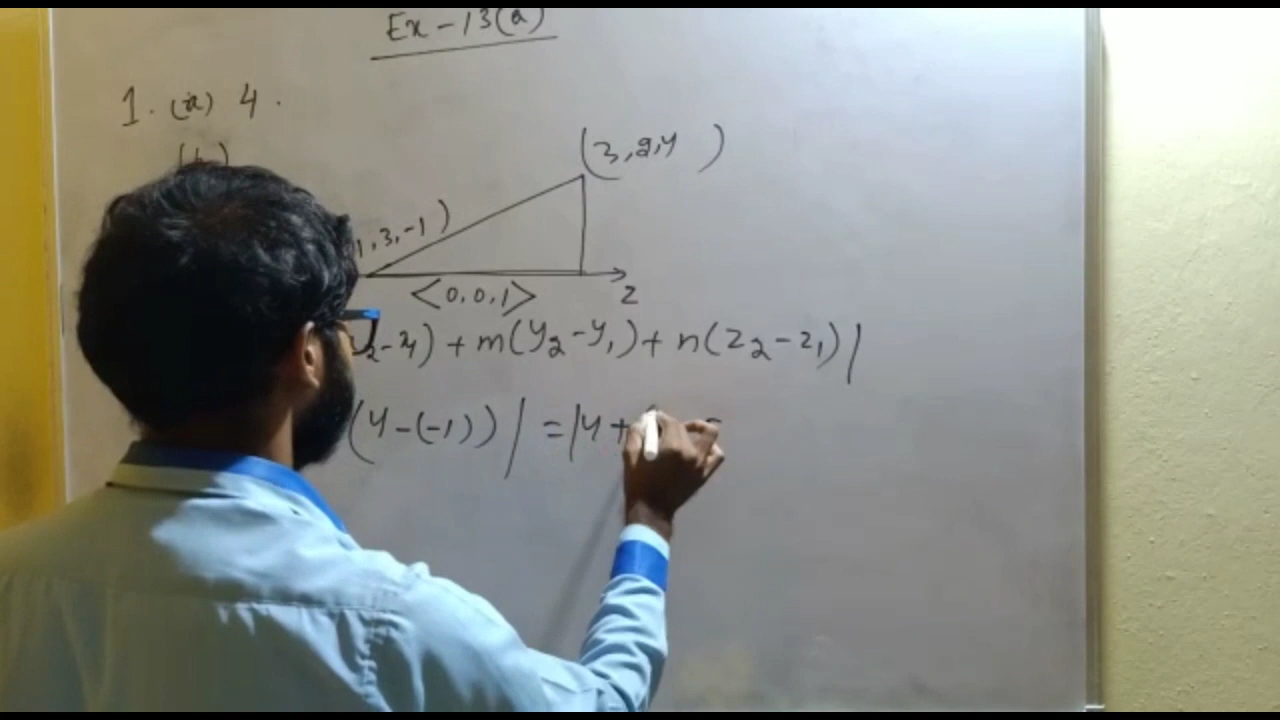 Ex-13(a)
1. (a) 4.
(b)
(3,2,4 )
1,3,-1)
<0,0,1>
z
2-x1)+m(y2-y1)+n(z2-z1)|
(4-(-1))|=|4+